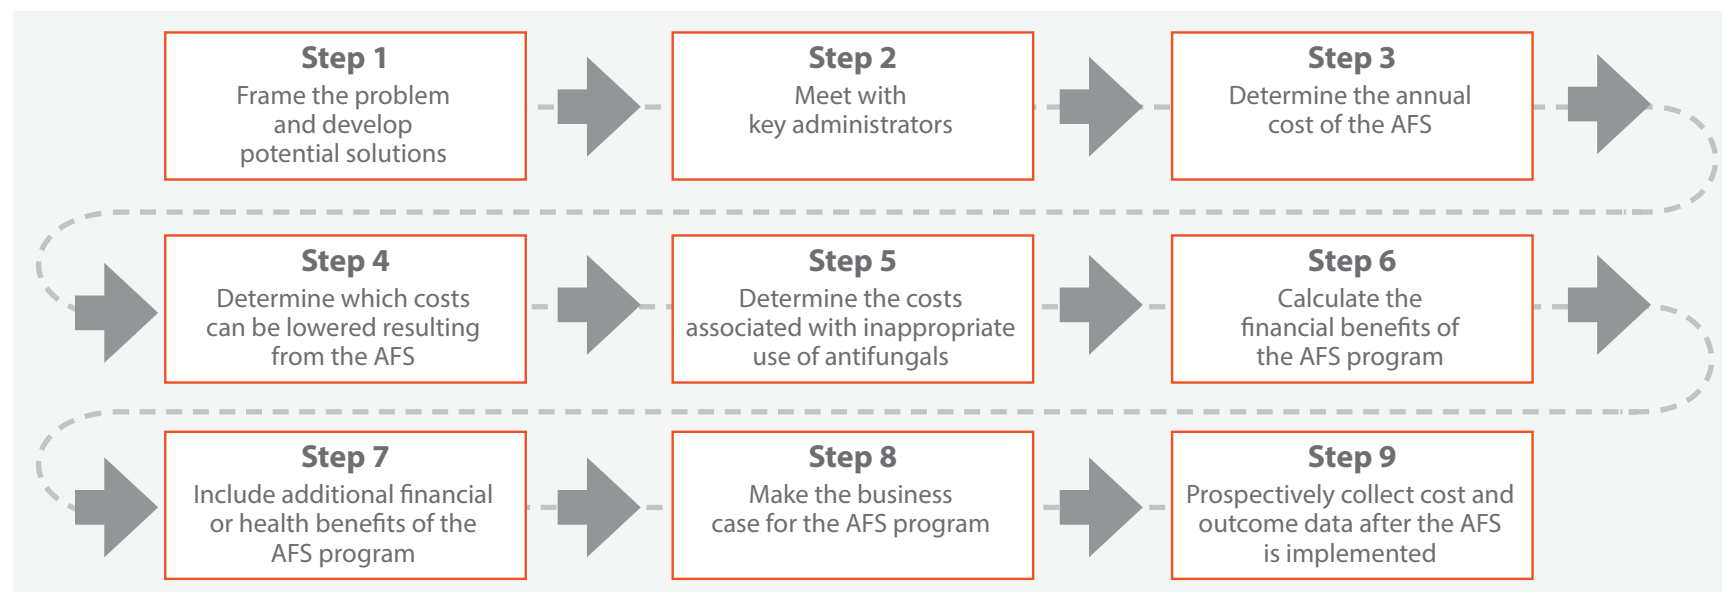 Step 1
Frame the problem
and develop
potential solutions
Step 2
Meet with
key administrators
Step 3
Determine the annual
cost of the AFS
Step 4
Determine which costs
can be lowered resulting
from the AFS
Step 5
Determine the costs
associated with inappropriate
use of antifungals
Step 6
Calculate the
financial benefits of
the AFS program
Step 7
Include additional financial
or health benefits of the
AFS program
Step 8
Make the business
case for the AFS program
Step 9
Prospectively collect cost and
outcome data after the AFS
is implemented